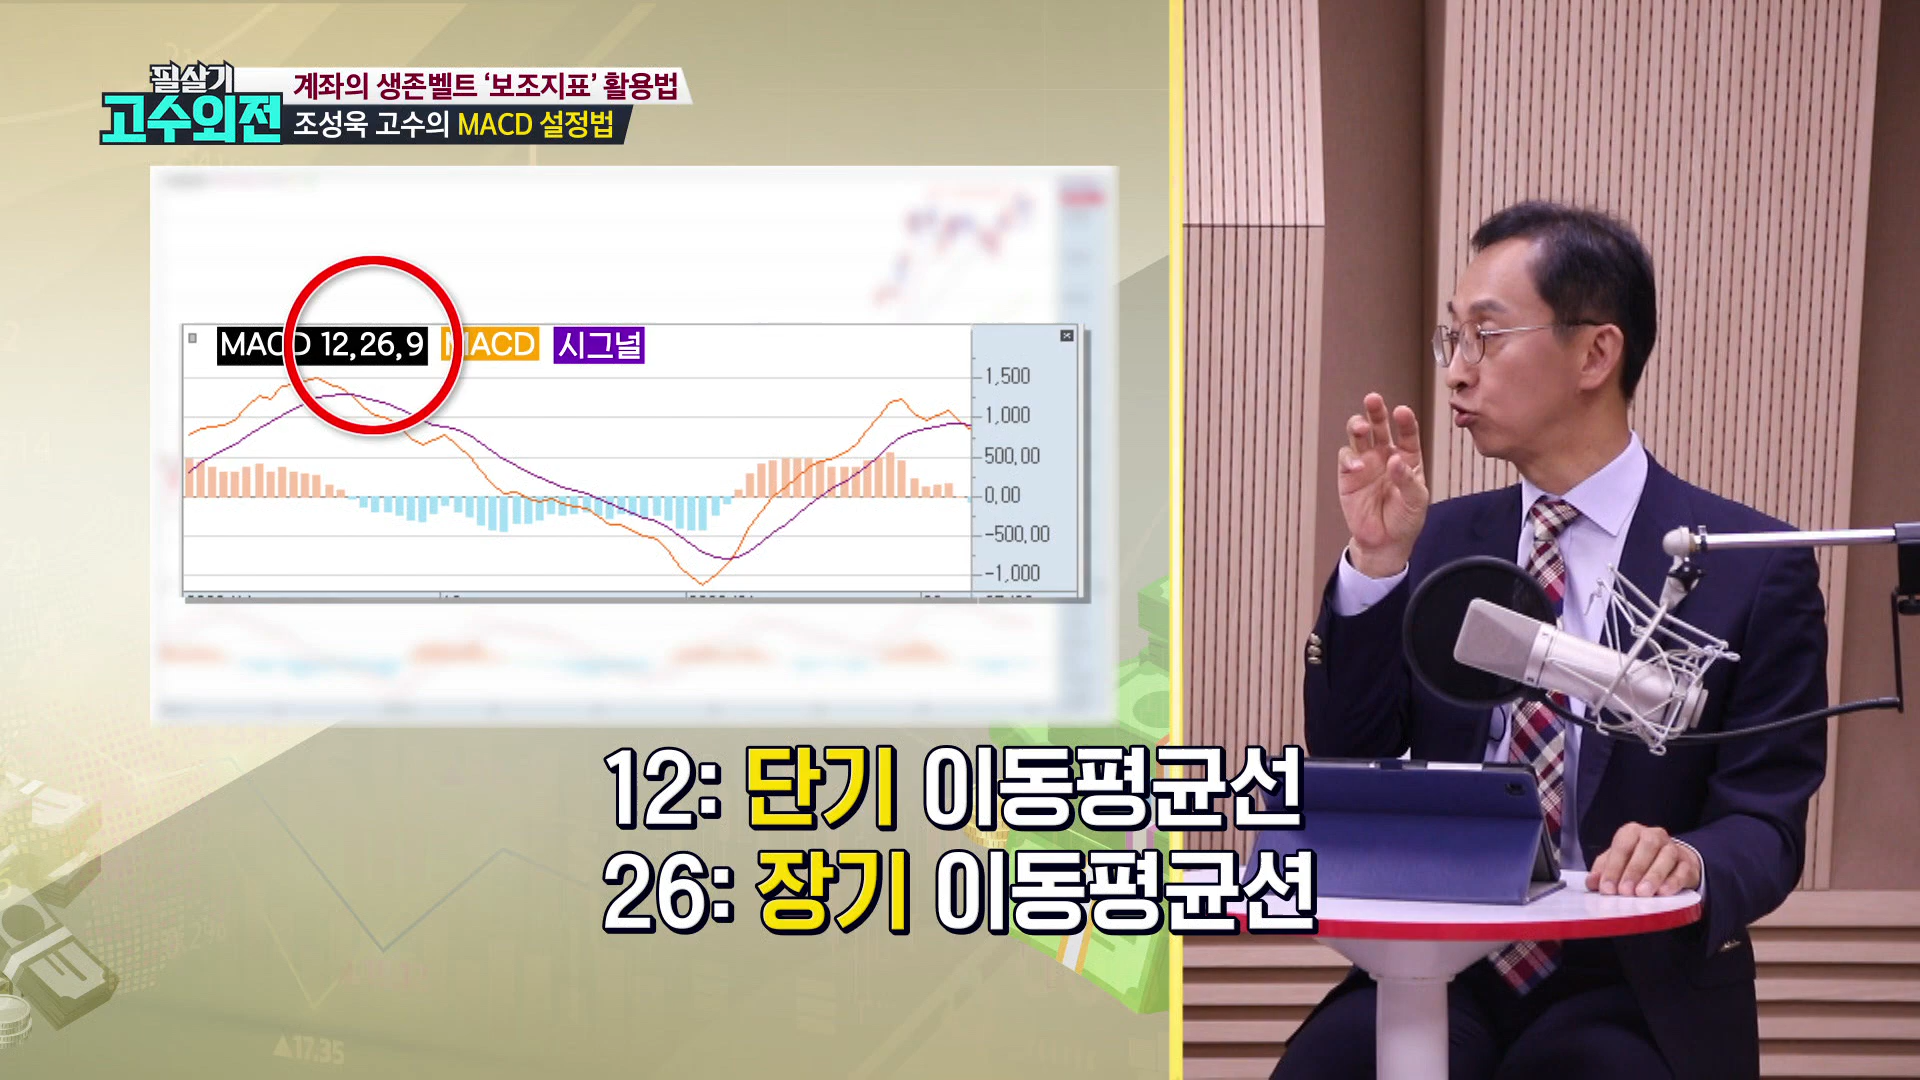 필살기
고수외전
계좌의 생존벨트 ‘보조지표’ 활용법
조성욱 고수의 MACD 설정법
MACD 12,26,9 MACD 시그널
1,500
1,000
500,00
0,00
-500,00
-1,000
12: 단기 이동평균선
26: 장기 이동평균션
▲17.35